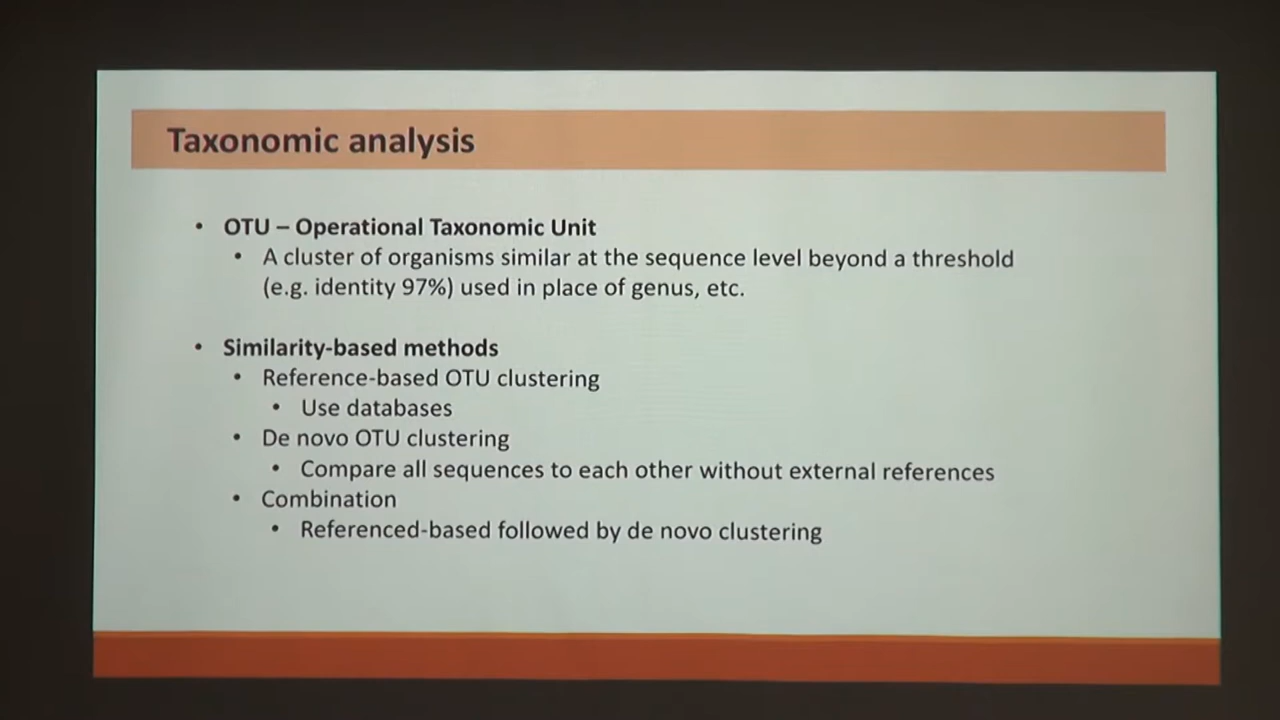 Taxonomic analysis
• OTU – Operational Taxonomic Unit
• A cluster of organisms similar at the sequence level beyond a threshold
(e.g. identity 97%) used in place of genus, etc.
• Similarity-based methods
• Reference-based OTU clustering
• Use databases
• De novo OTU clustering
• Compare all sequences to each other without external references
• Combination
• Referenced-based followed by de novo clustering